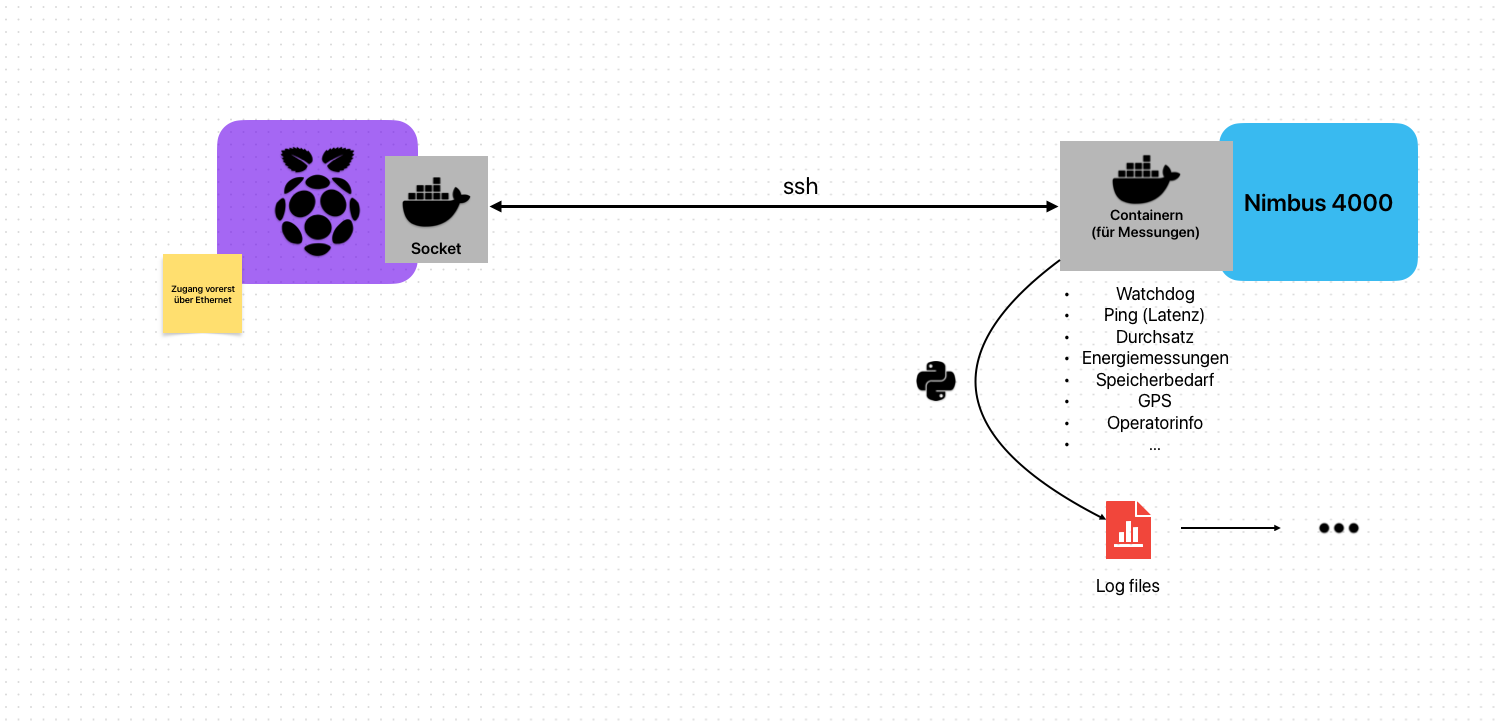 ssh
Socket
Zugang vorerst
über Ethernet
Containern
(für Messungen)
Nimbus 4000
• Watchdog
• Ping (Latenz)
• Durchsatz
• Energiemessungen
• Speicherbedarf
• GPS
• Operatorinfo
• ...
Log files